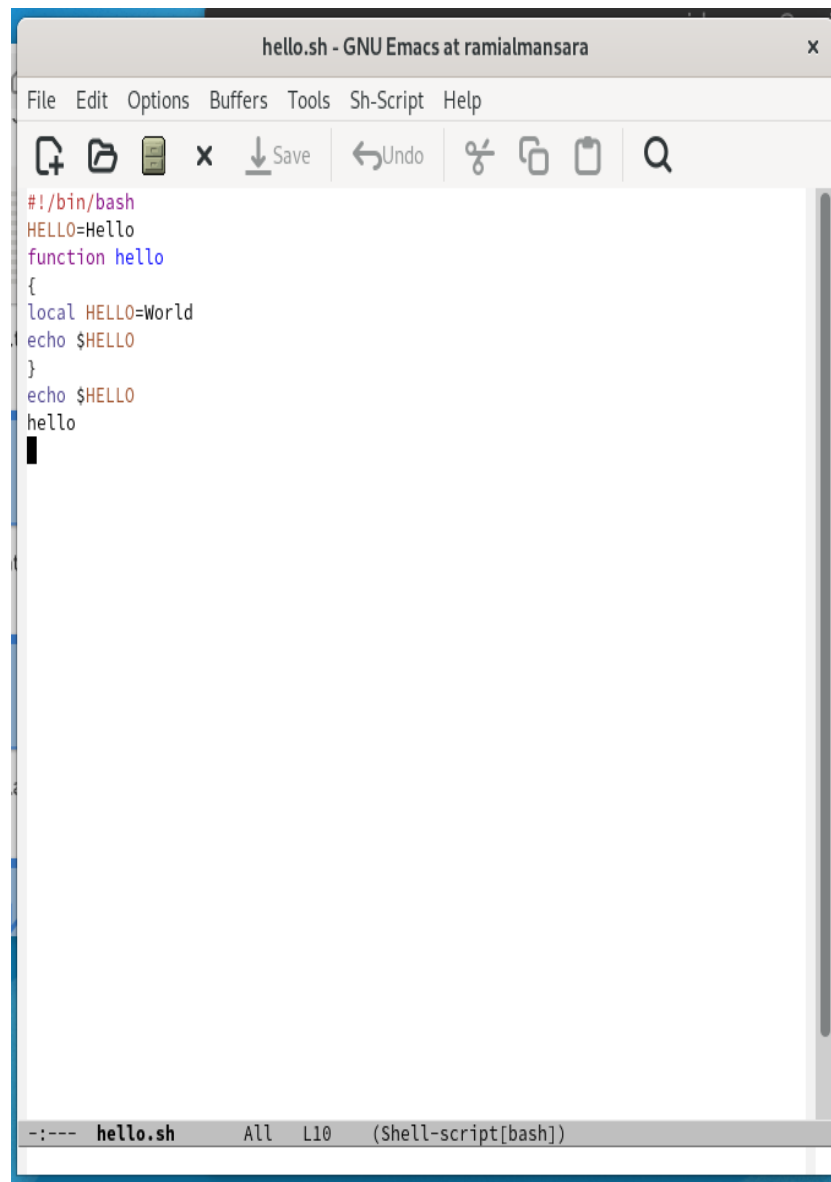 hello.sh - GNU Emacs at ramialmansara x
File Edit Options Buffers Tools Sh-Script Help
Save Undo
#!/bin/bash
HELLO=Hello
function hello
{
local HELLO=World
echo $HELLO
}
echo $HELLO
hello
-:--- hello.sh All L10 (Shell-script[bash])